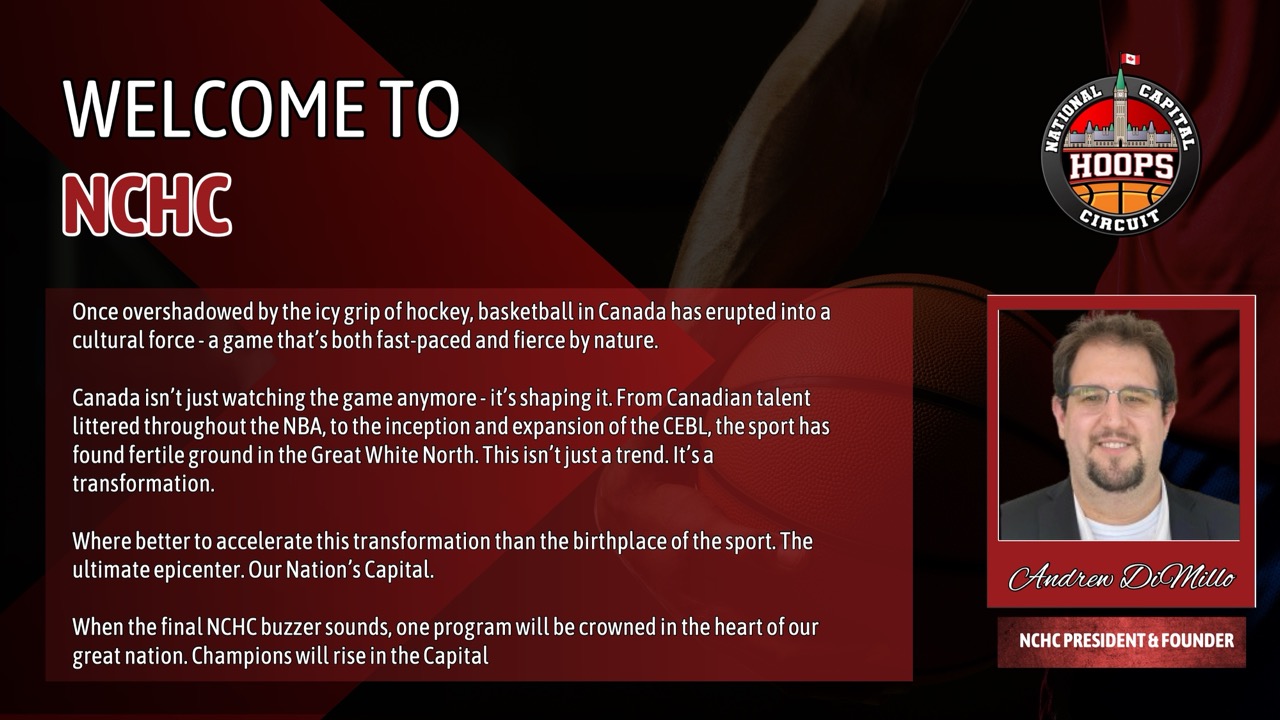 WELCOME TO
NCHC
NATIONAL CAPITAL
HOOPS
CIRCUIT
Once overshadowed by the icy grip of hockey, basketball in Canada has erupted into a
cultural force - a game that's both fast-paced and fierce by nature.
Canada isn't just watching the game anymore - it's shaping it. From Canadian talent
littered throughout the NBA, to the inception and expansion of the CEBL, the sport has
found fertile ground in the Great White North. This isn't just a trend. It's a
transformation.
Where better to accelerate this transformation than the birthplace of the sport. The
ultimate epicenter. Our Nation's Capital.
When the final NCHC buzzer sounds, one program will be crowned in the heart of our
great nation. Champions will rise in the Capital
Andrew DiMillo
NCHC PRESIDENT & FOUNDER